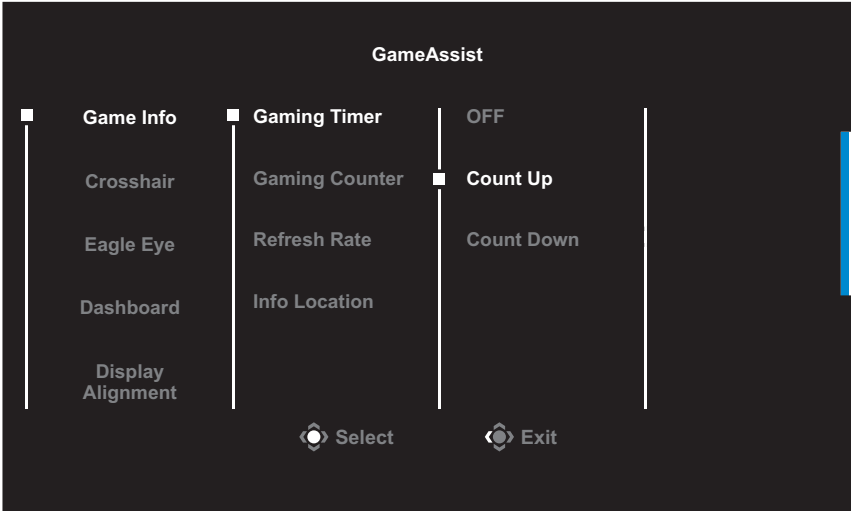 GameAssist
Game Info
Crosshair
Eagle Eye
Dashboard
Display
Alignment
Gaming Timer
Gaming Counter
Refresh Rate
Info Location
OFF
Count Up
Count Down
Select
Exit